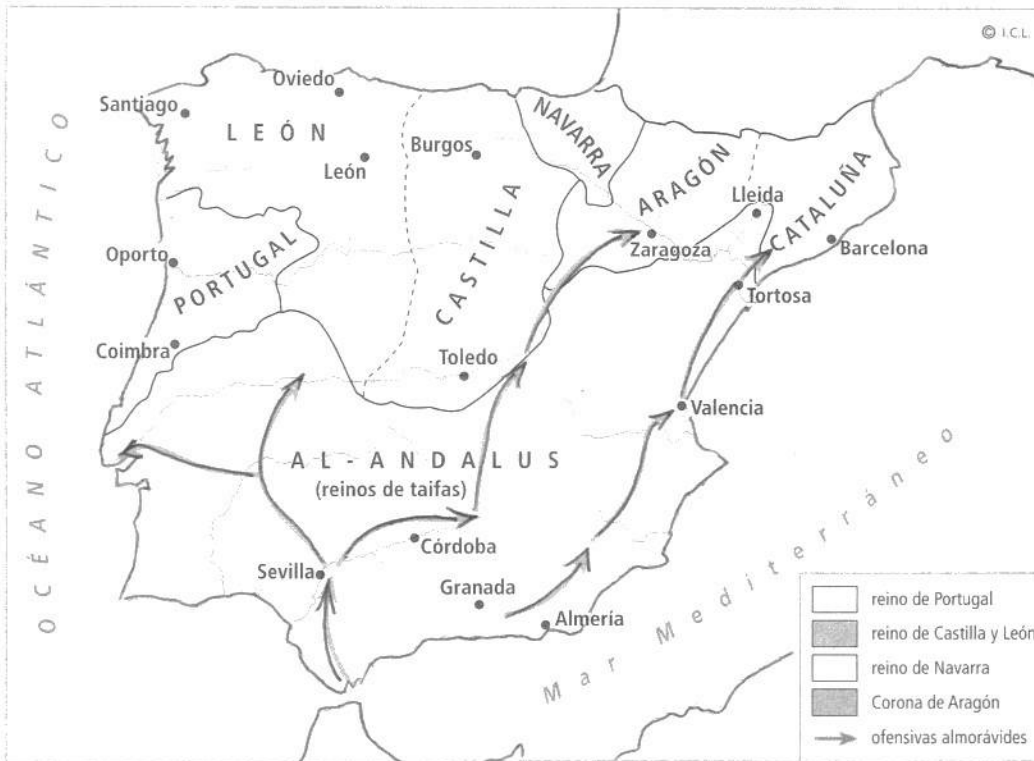 © I.C.L.
Oviedo
Santiago
LEÓN
NAVARRA
Burgos
León
ARAGÓN
CATALUÑA
Lleida
CASTILLA
Zaragoza
Barcelona
Oporto
PORTUGAL
Tortosa
Coimbra
Toledo
Valencia
OCÉANO ATLÁNTICO
AL-ANDALUS
(reinos de taifas)
Córdoba
Sevilla
Granada
Almería
Mar Mediterráneo
reino de Portugal
reino de Castilla y León
reino de Navarra
Corona de Aragón
ofensivas almorávides